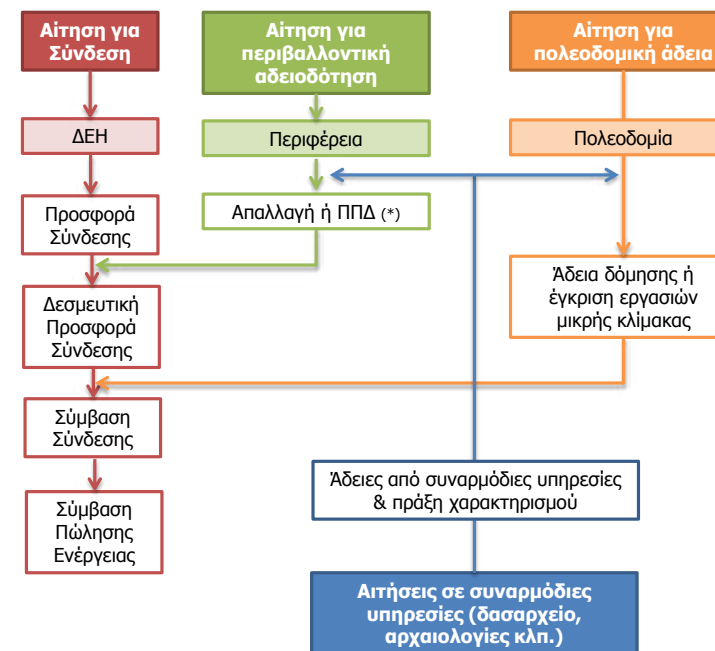 Αίτηση για
Σύνδεση
Αίτηση για
περιβαλλοντική
αδειοδότηση
Αίτηση για
πολεοδομική άδεια
ΔΕΗ
Περιφέρεια
Πολεοδομία
Προσφορά
Σύνδεσης
Απαλλαγή ή ΠΠΔ (*)
Δεσμευτική
Προσφορά
Σύνδεσης
Άδεια δόμησης ή
έγκριση εργασιών
μικρής κλίμακας
Σύμβαση
Σύνδεσης
Άδειες από συναρμόδιες υπηρεσίες
& πράξη χαρακτηρισμού
Σύμβαση
Πώλησης
Ενέργειας
Αιτήσεις σε συναρμόδιες
υπηρεσίες (δασαρχείο,
αρχαιολογίες κλπ.)